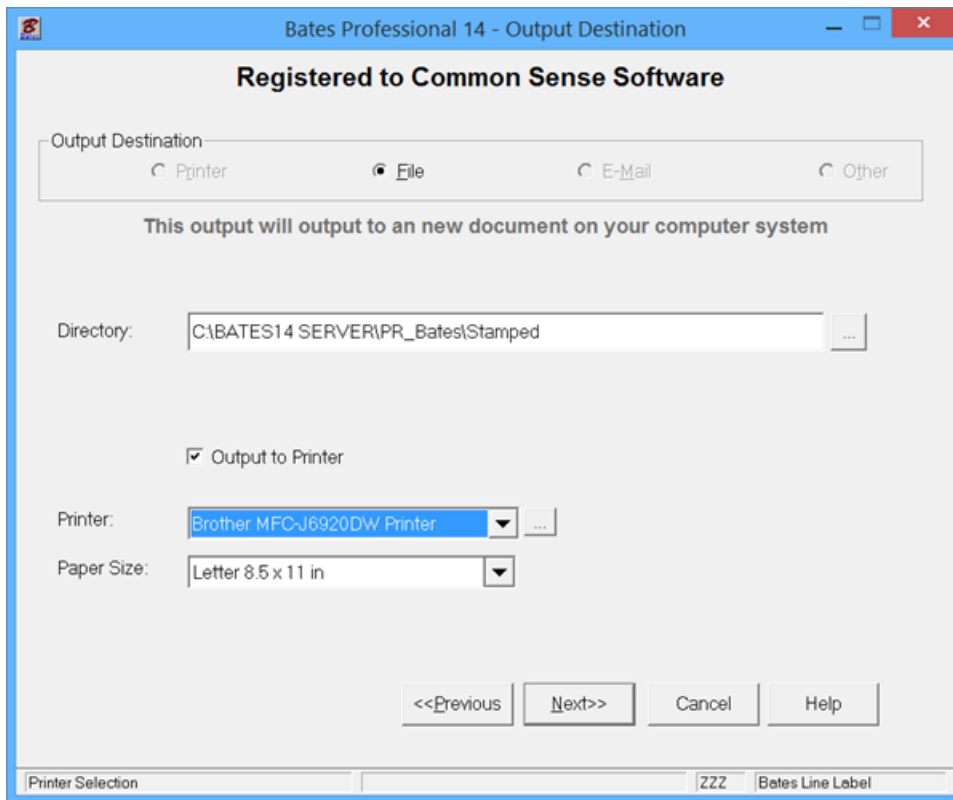 Bates Professional 14 - Output Destination
Registered to Common Sense Software
Output Destination
Printer File E-Mail Other
This output will output to an new document on your computer system
Directory: C:\BATES14 SERVER\PR_Bates\Stamped ...
Output to Printer
Printer: Brother MFC-J6920DW Printer ...
Paper Size: Letter 8.5 x 11 in
<<Previous Next>> Cancel Help
Printer Selection ZZZ Bates Line Label